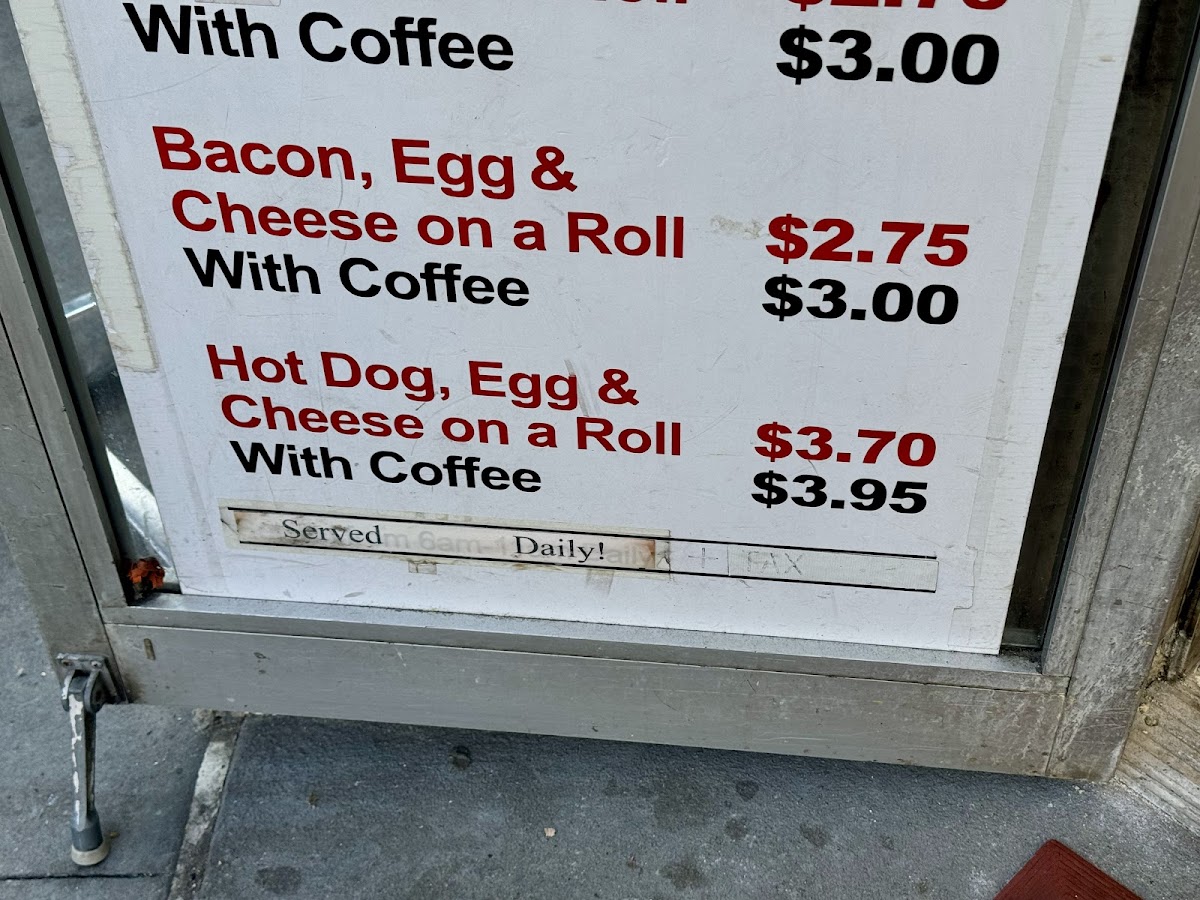 With Coffee $3.00
Bacon, Egg &
Cheese on a Roll $2.75
With Coffee $3.00
Hot Dog, Egg &
Cheese on a Roll $3.70
With Coffee $3.95
Served Daily!
FAX